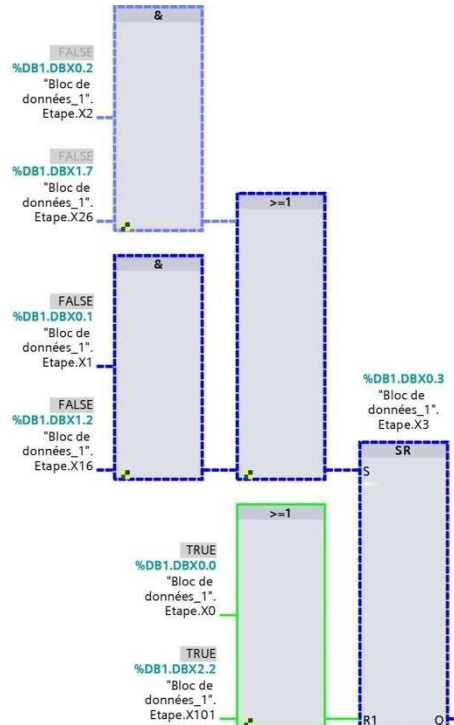 &
FALSE
%DB1.DBX0.2
"Bloc de
données_1".
Etape.X2
FALSE
%DB1.DBX1.7
"Bloc de
données_1".
Etape.X26
>=1
&
FALSE
%DB1.DBX0.1
"Bloc de
données_1".
Etape.X1
FALSE
%DB1.DBX1.2
"Bloc de
données_1".
Etape.X16
%DB1.DBX0.3
"Bloc de
données_1".
Etape.X3
SR
S
>=1
TRUE
%DB1.DBX0.0
"Bloc de
données_1".
Etape.X0
TRUE
%DB1.DBX2.2
"Bloc de
données_1".
Etape.X101
R1
Q